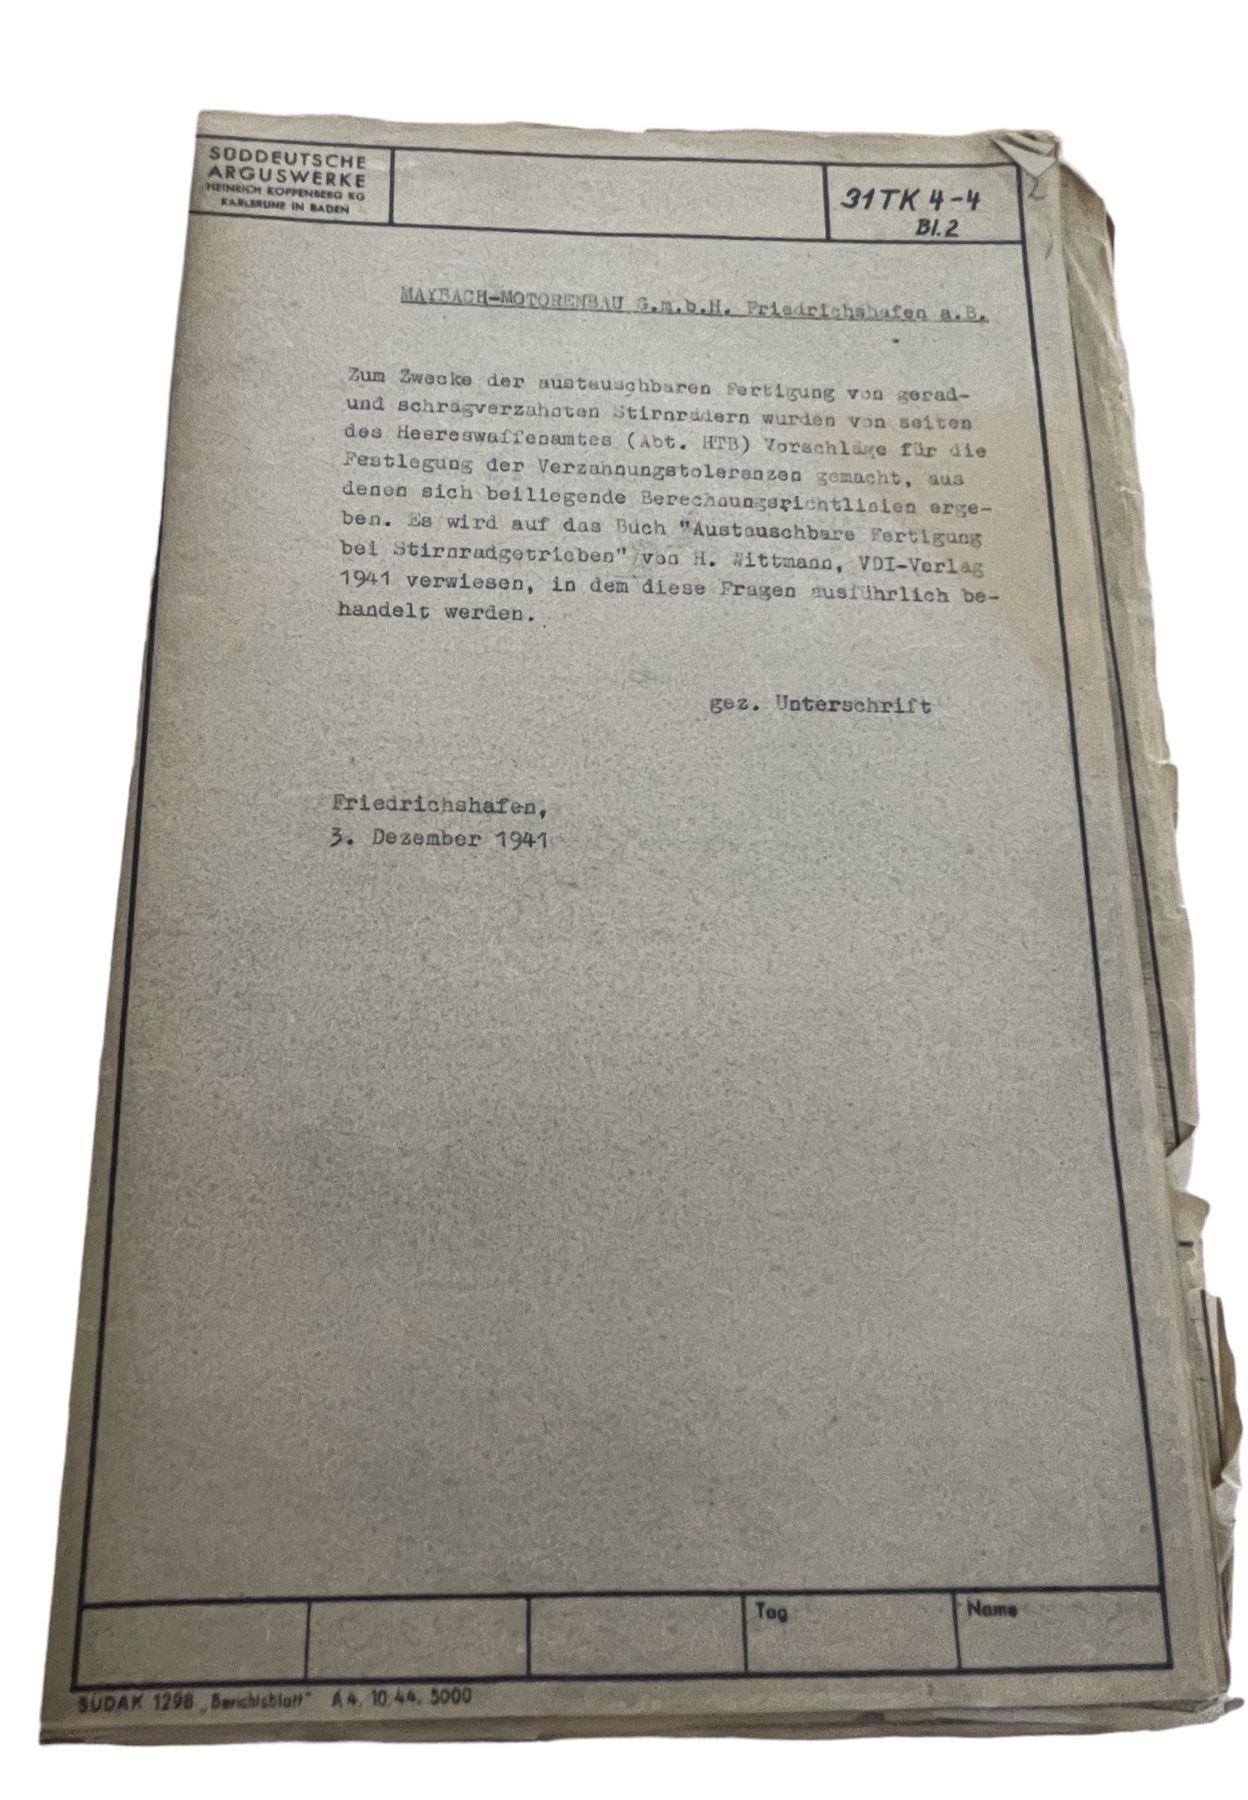 SÜDDEUTSCHE
ARGUSWERKE
HEINRICH KOPPENBERG KG
KARLSRUHE IN BADEN
31TK 4-4
Bl. 2
2
MAYBACH-MOTORENBAU G.m.b.H. Friedrichshafen a.B.
Zum Zwecke der austauschbaren Fertigung von gerad-
und schrägverzahnten Stirnrädern wurden von seiten
des Heereswaffenamtes (Abt. HTB) Vorschläge für die
Festlegung der Verzahnungstoleranzen gemacht, aus
denen sich beiliegende Berechnungsrichtlinien erge-
ben. Es wird auf das Buch "Austauschbare Fertigung
bei Stirnradgetrieben" von H. Wittmann, VDI-Verlag
1941 verwiesen, in dem diese Fragen ausführlich be-
handelt werden.
gez. Unterschrift
Friedrichshafen,
3. Dezember 1941
Tag
Name
SÜDAK 1298 „Berichtsblatt" A4. 10. 44. 5000